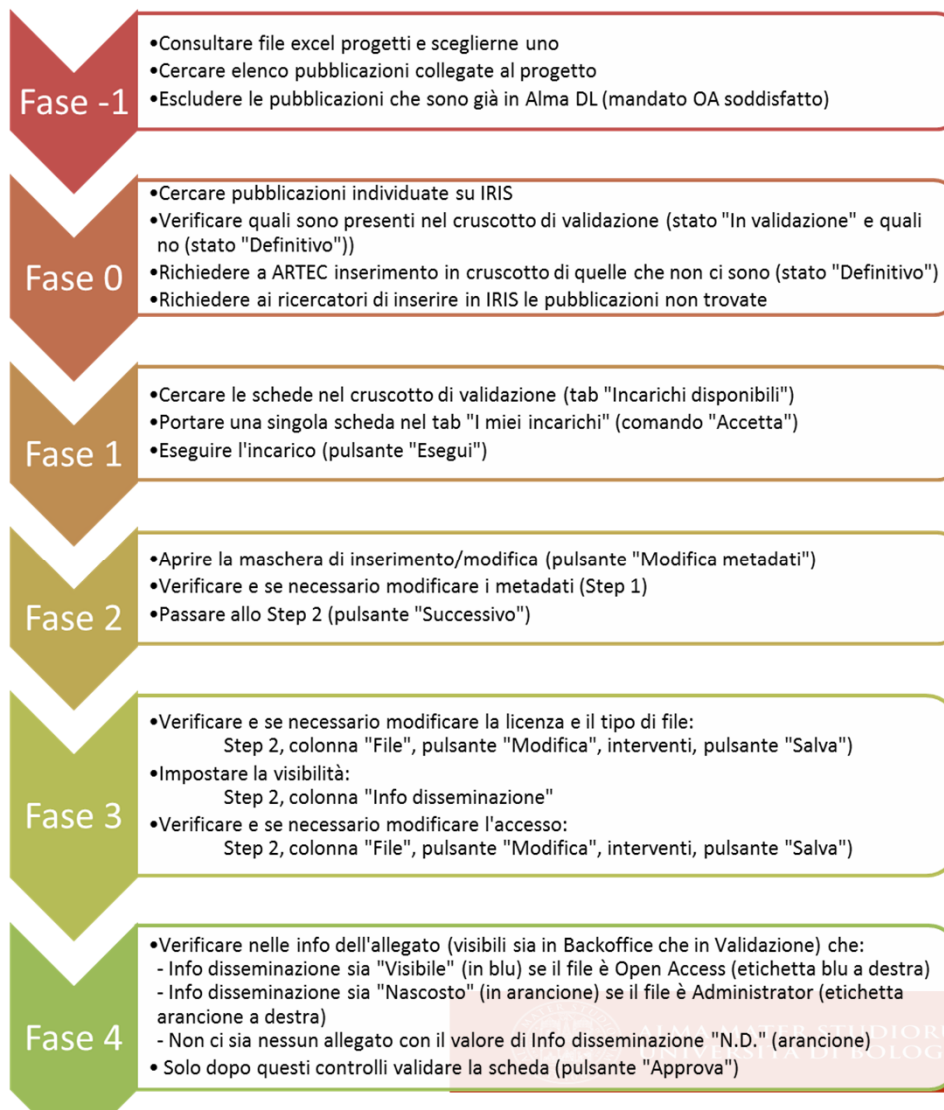 Fase -1
•Consultare file excel progetti e sceglierne uno
•Cercare elenco pubblicazioni collegate al progetto
•Escludere le pubblicazioni che sono già in Alma DL (mandato OA soddisfatto)
Fase 0
•Cercare pubblicazioni individuate su IRIS
•Verificare quali sono presenti nel cruscotto di validazione (stato "In validazione" e quali
no (stato "Definitivo"))
•Richiedere a ARTEC inserimento in cruscotto di quelle che non ci sono (stato "Definitivo")
•Richiedere ai ricercatori di inserire in IRIS le pubblicazioni non trovate
Fase 1
•Cercare le schede nel cruscotto di validazione (tab "Incarichi disponibili")
•Portare una singola scheda nel tab "I miei incarichi" (comando "Accetta")
•Eseguire l'incarico (pulsante "Esegui")
Fase 2
•Aprire la maschera di inserimento/modifica (pulsante "Modifica metadati")
•Verificare e se necessario modificare i metadati (Step 1)
•Passare allo Step 2 (pulsante "Successivo")
Fase 3
•Verificare e se necessario modificare la licenza e il tipo di file:
Step 2, colonna "File", pulsante "Modifica", interventi, pulsante "Salva")
•Impostare la visibilità:
Step 2, colonna "Info disseminazione"
•Verificare e se necessario modificare l'accesso:
Step 2, colonna "File", pulsante "Modifica", interventi, pulsante "Salva")
Fase 4
•Verificare nelle info dell'allegato (visibili sia in Backoffice che in Validazione) che:
- Info disseminazione sia "Visibile" (in blu) se il file è Open Access (etichetta blu a destra)
- Info disseminazione sia "Nascosto" (in arancione) se il file è Administrator (etichetta
arancione a destra)
- Non ci sia nessun allegato con il valore di Info disseminazione "N.D." (arancione)
• Solo dopo questi controlli validare la scheda (pulsante "Approva")
ALMA MATER STUDIOR
UNIVERSITÀ DI BOLOG